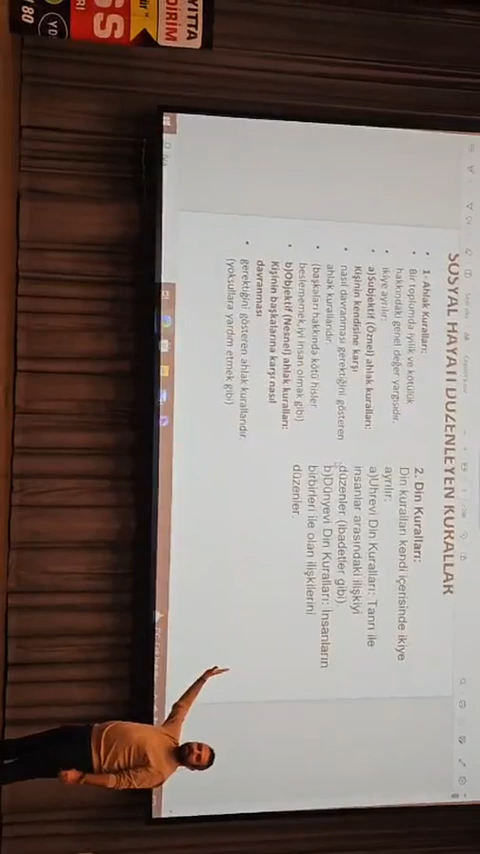 SOSYAL HAYATI DÜZENLEYEN KURALLAR
1- Ahlak Kuralları:
Bir toplumda iyilik ve kötülük
hakkındaki genel değer yargısıdır.
İkiye ayrılır:
a)Subjektif (Öznel) ahlak kuralları:
Kişinin kendisine karşı
nasıl davranması gerektiğini gösteren
ahlak kurallarıdır.
(başkaları hakkında kötü hisler
beslememek,iyi insan olmak gibi)
b)Objektif (Nesnel) ahlak kuralları:
Kişinin başkalarına karşı nasıl
davranması
gerektiğini gösteren ahlak kurallarıdır.
(yoksullara yardım etmek gibi)
2. Din Kuralları:
Din kuralları kendi içerisinde ikiye
ayrılır:
a)Uhrevi Din Kuralları: Tanrı ile
insanlar arasındaki ilişkiyi
düzenler (ibadetler gibi).
b)Dünyevi Din Kuralları: İnsanların
birbirleri ile olan ilişkilerini
düzenler.